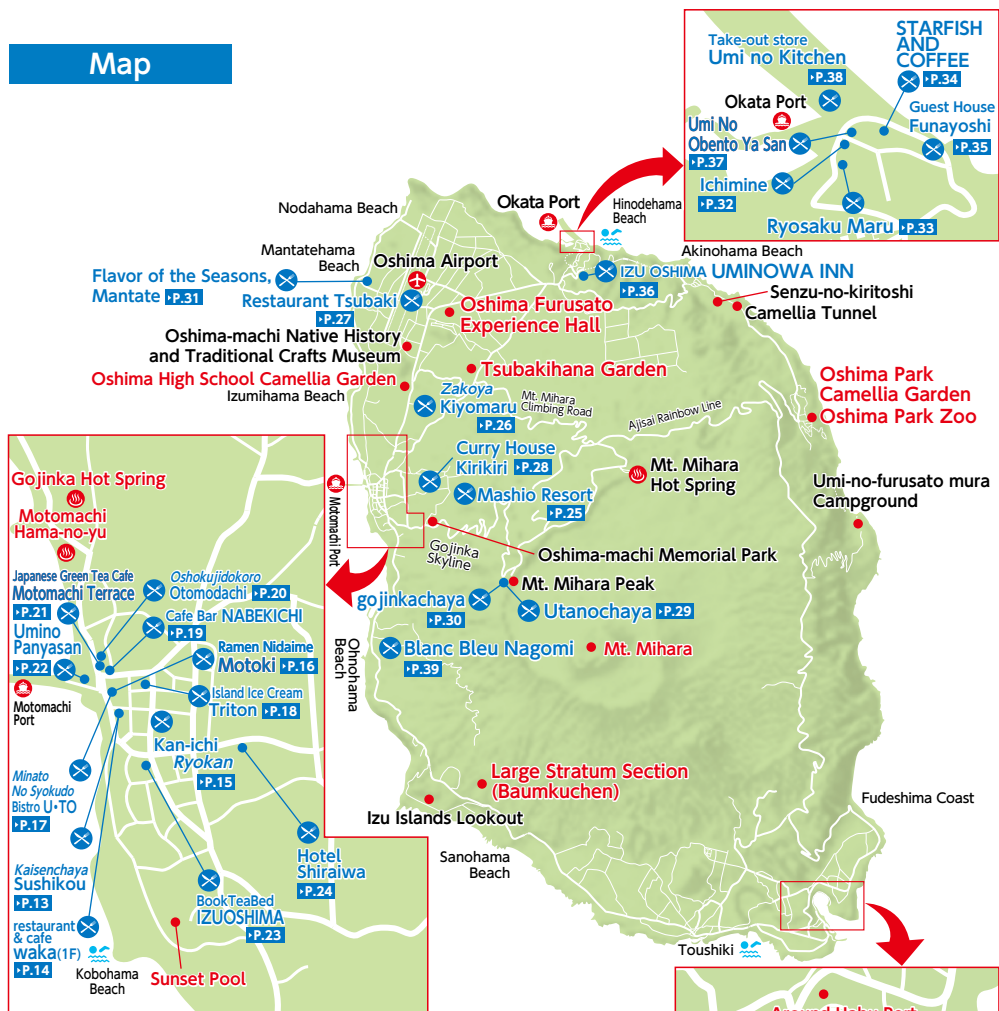 Map
Take-out store
Umi no Kitchen
▸P.38
STARFISH
AND
COFFEE
▸P.34
Okata Port
Guest House
Funayoshi
▸P.35
Umi No
Obento Ya San
▸P.37
Ichimine
▸P.32
Ryosaku Maru ▸P.33
Nodahama Beach
Okata Port
Hinodehama
Beach
Akinohama Beach
Mantatehama
Beach
Oshima Airport
Flavor of the Seasons,
Mantate ▸P.31
IZU OSHIMA UMINOWA INN
▸P.36
Restaurant Tsubaki
▸P.27
Oshima Furusato
Experience Hall
Senzu-no-kiritoshi
Camellia Tunnel
Oshima-machi Native History
and Traditional Crafts Museum
Oshima High School Camellia Garden
Izumihama Beach
Tsubakihana Garden
Oshima Park
Camellia Garden
Oshima Park Zoo
Zakoya
Kiyomaru
▸P.26
Mt. Mihara
Climbing Road
Ajisai Rainbow Line
Curry House
Kirikiri ▸P.28
Mashio Resort
▸P.25
Mt. Mihara
Hot Spring
Umi-no-furusato mura
Campground
Motomachi Port
Gojinka
Skyline
Oshima-machi Memorial Park
Mt. Mihara Peak
gojinkachaya
▸P.30
Utanochaya ▸P.29
Ohnohama
Beach
Blanc Bleu Nagomi
▸P.39
Mt. Mihara
Large Stratum Section
(Baumkuchen)
Izu Islands Lookout
Fudeshima Coast
Sanohama
Beach
Toushiki
Gojinka Hot Spring
Motomachi
Hama-no-yu
Japanese Green Tea Cafe
Motomachi Terrace
▸P.21
Oshokujidokoro
Otomodachi ▸P.20
Cafe Bar NABEKICHI
▸P.19
Umino
Panyasan
▸P.22
Ramen Nidaime
Motoki ▸P.16
Motomachi
Port
Island Ice Cream
Triton ▸P.18
Kan-ichi
Ryokan
▸P.15
Minato
No Syokudo
Bistro U•TO
▸P.17
Hotel
Shiraiwa
▸P.24
Kaisenchaya
Sushikou
▸P.13
BookTeaBed
IZUOSHIMA
▸P.23
restaurant
& cafe
waka(1F)
▸P.14
Kobohama
Beach
Sunset Pool
Around Habu Port